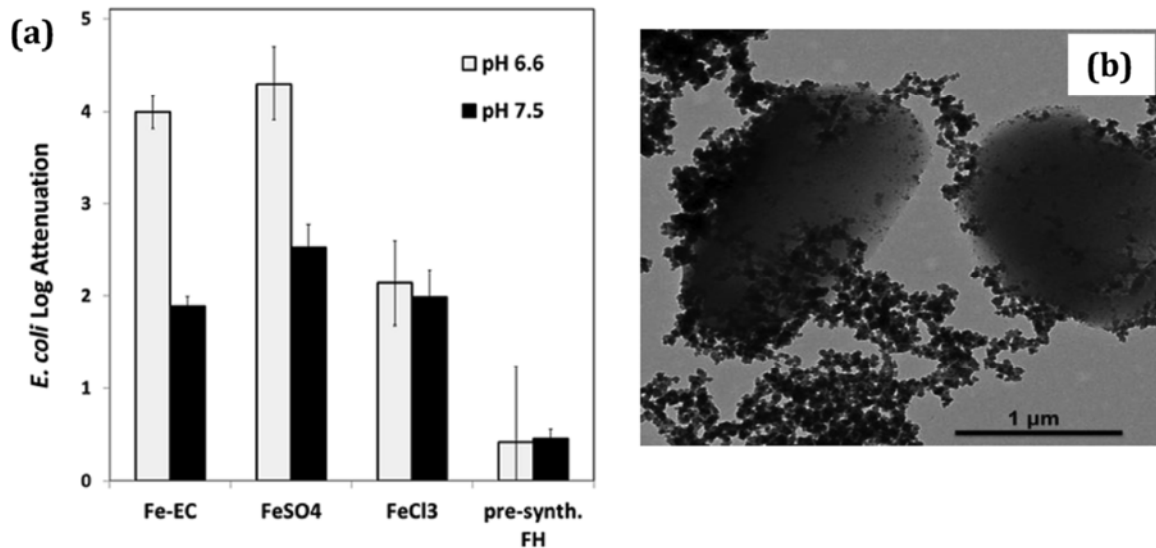 (a)
E. coli Log Attenuation
5
4
3
2
1
0
pH 6.6
pH 7.5
Fe-EC
FeSO4
FeCl3
pre-synth.
FH
(b)
1 µm